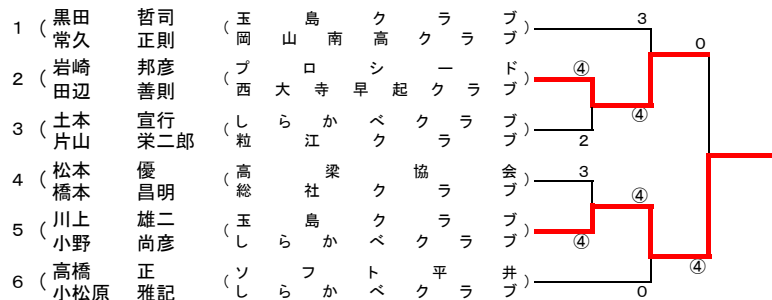 1 ( 黒田 哲司 ( 玉島クラブ )
常久 正則 岡山南高クラブ
3
0
2 ( 岩崎 邦彦 ( プロシード )
田辺 善則 西大寺早起クラブ
④
④
3 ( 土本 宣行 ( しらかべクラブ )
片山 栄二郎 粒江クラブ
2
4 ( 松本 優 ( 高梁協会 )
橋本 昌明 総社クラブ
3
④
5 ( 川上 雄二 ( 玉島クラブ )
小野 尚彦 しらかべクラブ
④
④
6 ( 高橋 正 ( ソフト平井 )
小松原 雅記 しらかべクラブ
0